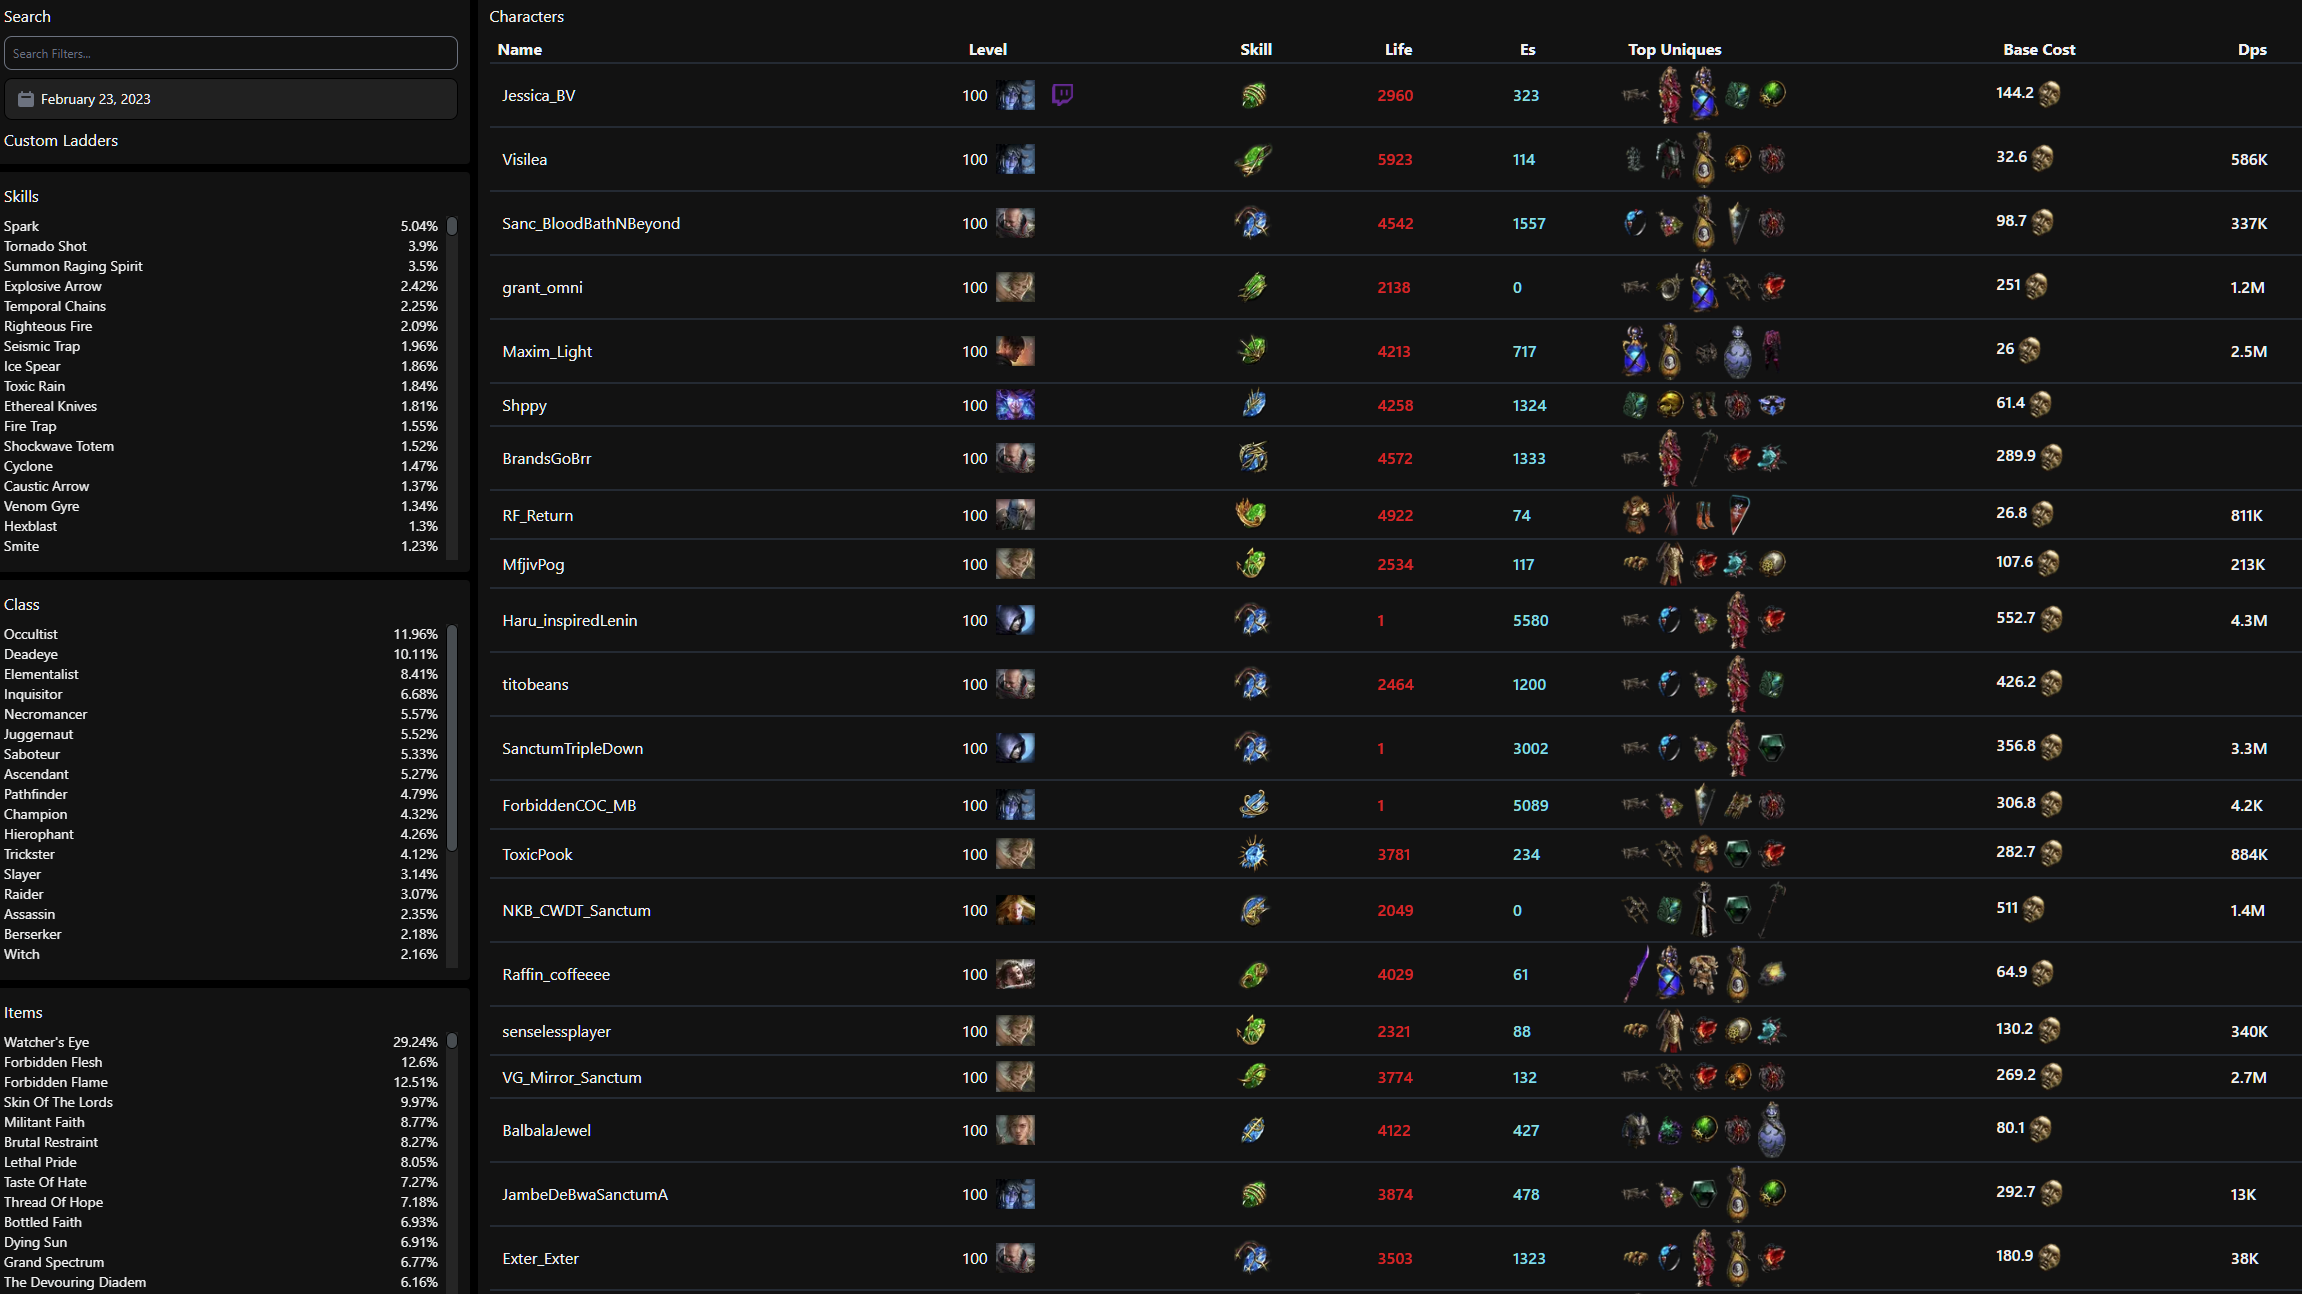 Search
Search Filters...
February 23, 2023
Custom Ladders
Skills
Spark 5.04%
Tornado Shot 3.9%
Summon Raging Spirit 3.5%
Explosive Arrow 2.42%
Temporal Chains 2.25%
Righteous Fire 2.09%
Seismic Trap 1.96%
Ice Spear 1.86%
Toxic Rain 1.84%
Ethereal Knives 1.81%
Fire Trap 1.55%
Shockwave Totem 1.52%
Cyclone 1.47%
Caustic Arrow 1.37%
Venom Gyre 1.34%
Hexblast 1.3%
Smite 1.23%
Class
Occultist 11.96%
Deadeye 10.11%
Elementalist 8.41%
Inquisitor 6.68%
Necromancer 5.57%
Juggernaut 5.52%
Saboteur 5.33%
Ascendant 5.27%
Pathfinder 4.79%
Champion 4.32%
Hierophant 4.26%
Trickster 4.12%
Slayer 3.14%
Raider 3.07%
Assassin 2.35%
Berserker 2.18%
Witch 2.16%
Items
Watcher's Eye 29.24%
Forbidden Flesh 12.6%
Forbidden Flame 12.51%
Skin Of The Lords 9.97%
Militant Faith 8.77%
Brutal Restraint 8.27%
Lethal Pride 8.05%
Taste Of Hate 7.27%
Thread Of Hope 7.18%
Bottled Faith 6.93%
Dying Sun 6.91%
Grand Spectrum 6.77%
The Devouring Diadem 6.16%
Characters
Name Level Skill Life Es Top Uniques Base Cost Dps
Jessica_BV 100 2960 323 144.2
Visilea 100 5923 114 32.6 586K
Sanc_BloodBathNBeyond 100 4542 1557 98.7 337K
grant_omni 100 2138 0 251 1.2M
Maxim_Light 100 4213 717 26 2.5M
Shppy 100 4258 1324 61.4
BrandsGoBrr 100 4572 1333 289.9
RF_Return 100 4922 74 26.8 811K
MfjivPog 100 2534 117 107.6 213K
Haru_inspiredLenin 100 1 5580 552.7 4.3M
titobeans 100 2464 1200 426.2
SanctumTripleDown 100 1 3002 356.8 3.3M
ForbiddenCOC_MB 100 1 5089 306.8 4.2K
ToxicPook 100 3781 234 282.7 884K
NKB_CWDT_Sanctum 100 2049 0 511 1.4M
Raffin_coffeeee 100 4029 61 64.9
senselessplayer 100 2321 88 130.2 340K
VG_Mirror_Sanctum 100 3774 132 269.2 2.7M
BalbalaJewel 100 4122 427 80.1
JambeDeBwaSanctumA 100 3874 478 292.7 13K
Exter_Exter 100 3503 1323 180.9 38K